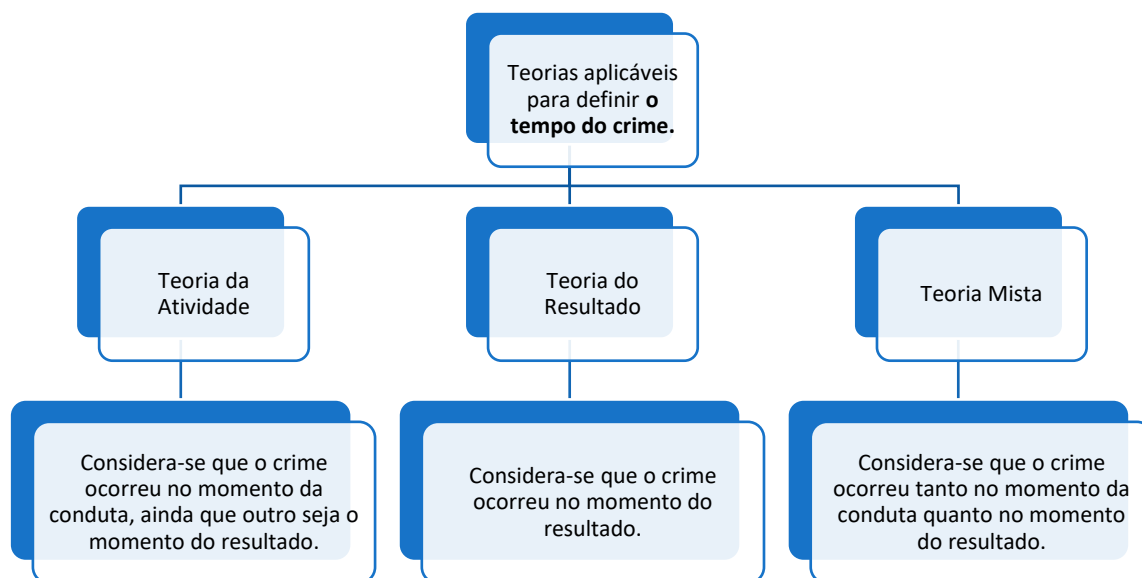 Teorias aplicáveis
para definir o
tempo do crime.
Teoria da
Atividade
Teoria do
Resultado
Teoria Mista
Considera-se que o crime
ocorreu no momento da
conduta, ainda que outro seja o
momento do resultado.
Considera-se que o crime
ocorreu no momento do
resultado.
Considera-se que o crime
ocorreu tanto no momento da
conduta quanto no momento
do resultado.